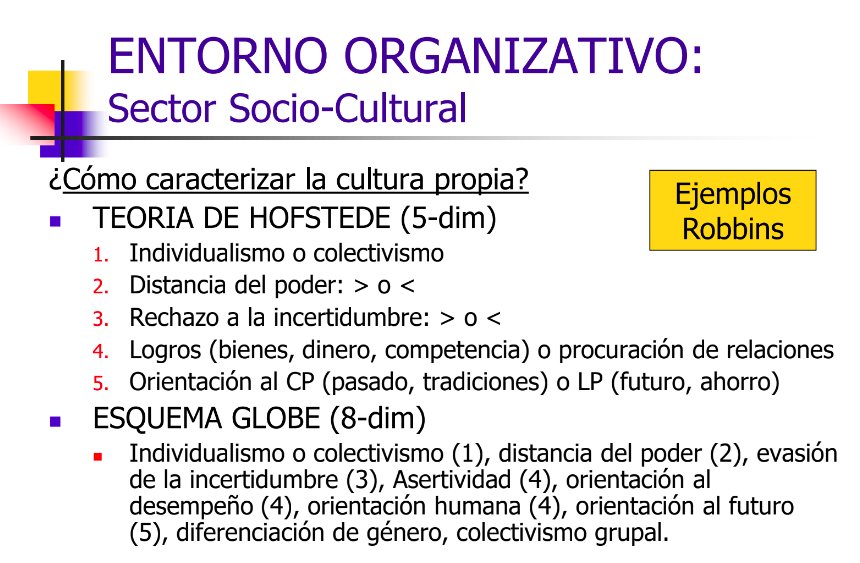 ENTORNO ORGANIZATIVO:
Sector Socio-Cultural
¿Cómo caracterizar la cultura propia?
Ejemplos
Robbins
TEORIA DE HOFSTEDE (5-dim)
1. Individualismo o colectivismo
2. Distancia del poder: > o <
3. Rechazo a la incertidumbre: > o <
4. Logros (bienes, dinero, competencia) o procuración de relaciones
5. Orientación al CP (pasado, tradiciones) o LP (futuro, ahorro)
ESQUEMA GLOBE (8-dim)
Individualismo o colectivismo (1), distancia del poder (2), evasión
de la incertidumbre (3), Asertividad (4), orientación al
desempeño (4), orientación humana (4), orientación al futuro
(5), diferenciación de género, colectivismo grupal.